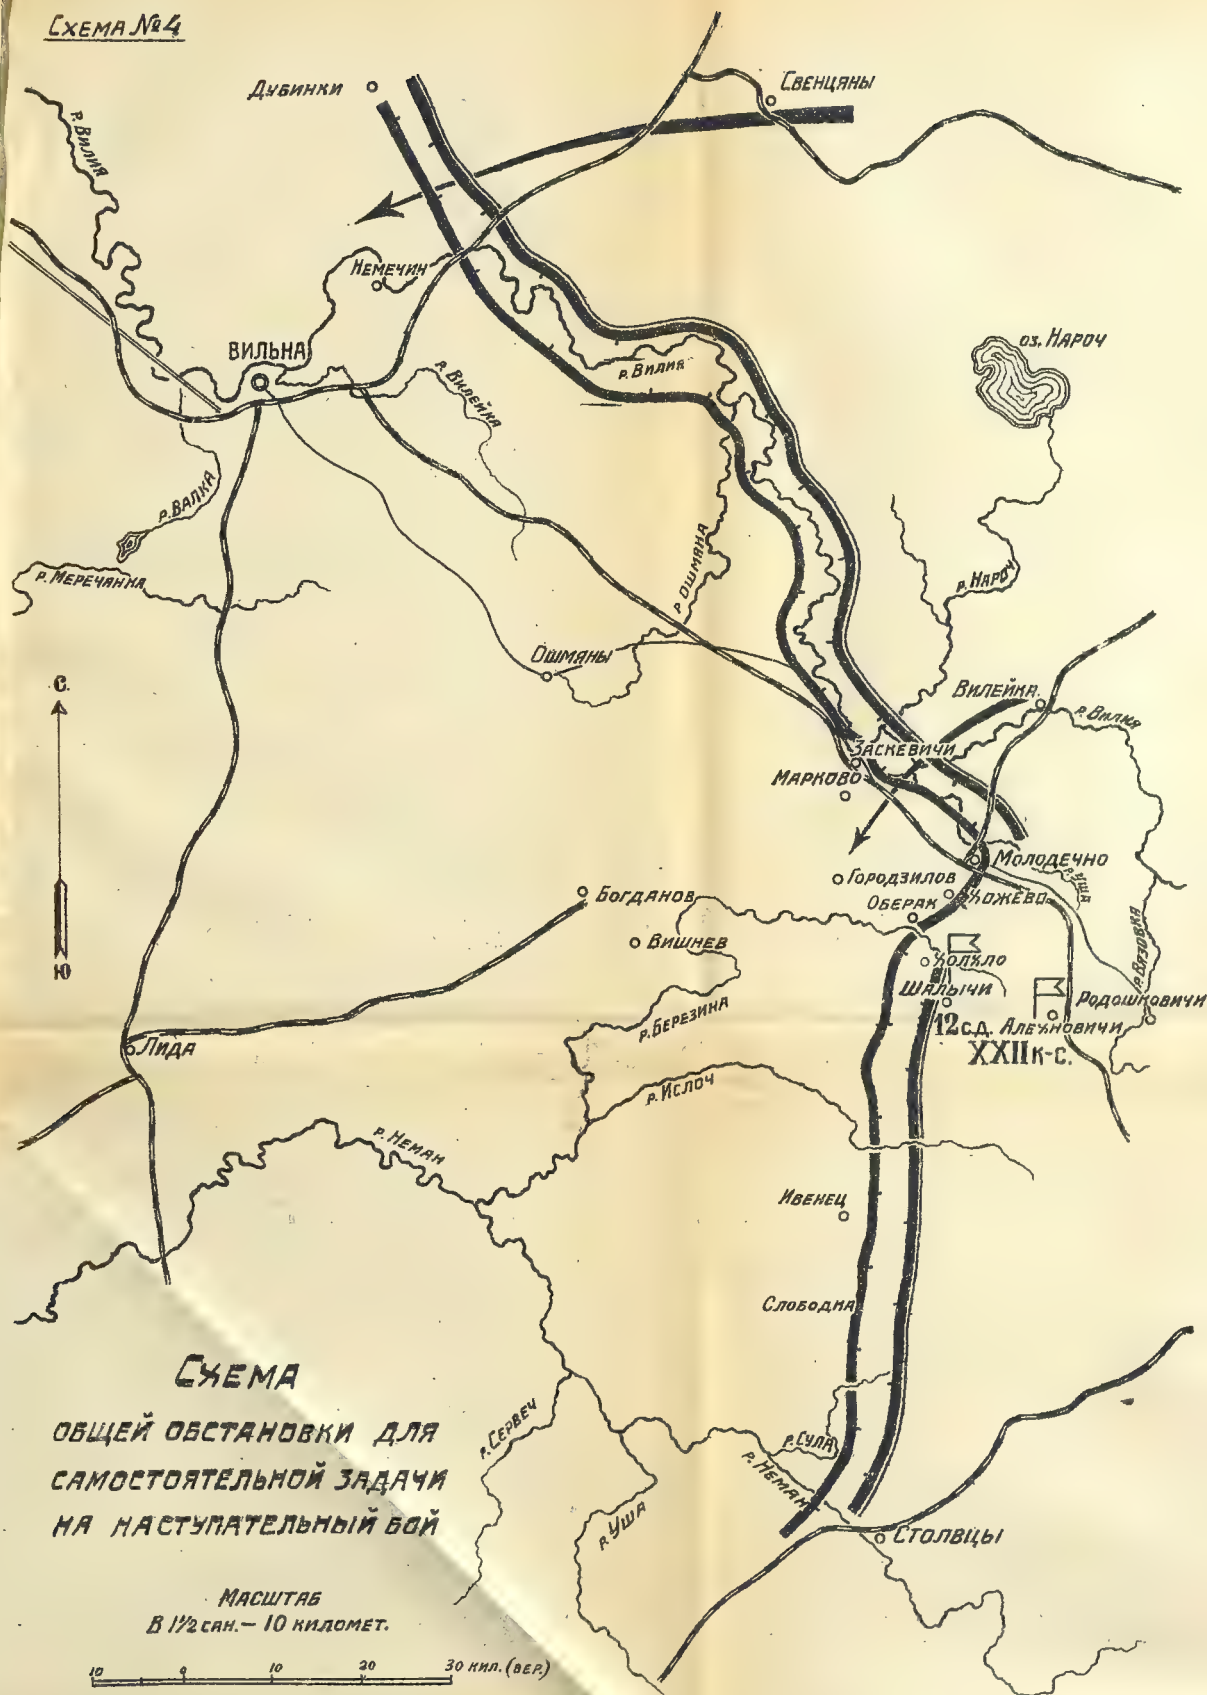 Схема №4
Дубинки
Свенцяны
р. Вилия
Немечин
ВИЛЬНА
оз. Нароч
р. Вилия
р. Вилейка
р. Валка
р. Меречанка
р. Ошмяна
р. Нароч
Ошмяны
С.
Вилейка
р. Вилия
Заскевичи
Марково
Молодечно
р. Уша
Городзилов
Хожево
Оберак
Богданов
Вишнев
Холхло
р. Вязовка
Ю
Шалычи
Родошковичи
12 с.д. Алехновичи
XXII к-с.
р. Березина
Лида
р. Ислоч
р. Неман
Ивенец
Слободка
Схема
общей обстановки для
самостоятельной задачи
на наступательный бой
р. Сервеч
р. Сула
р. Неман
р. Уша
Столвцы
Масштаб
В 1½ сан. — 10 километ.
10 0 10 20 30 кил. (вер.)